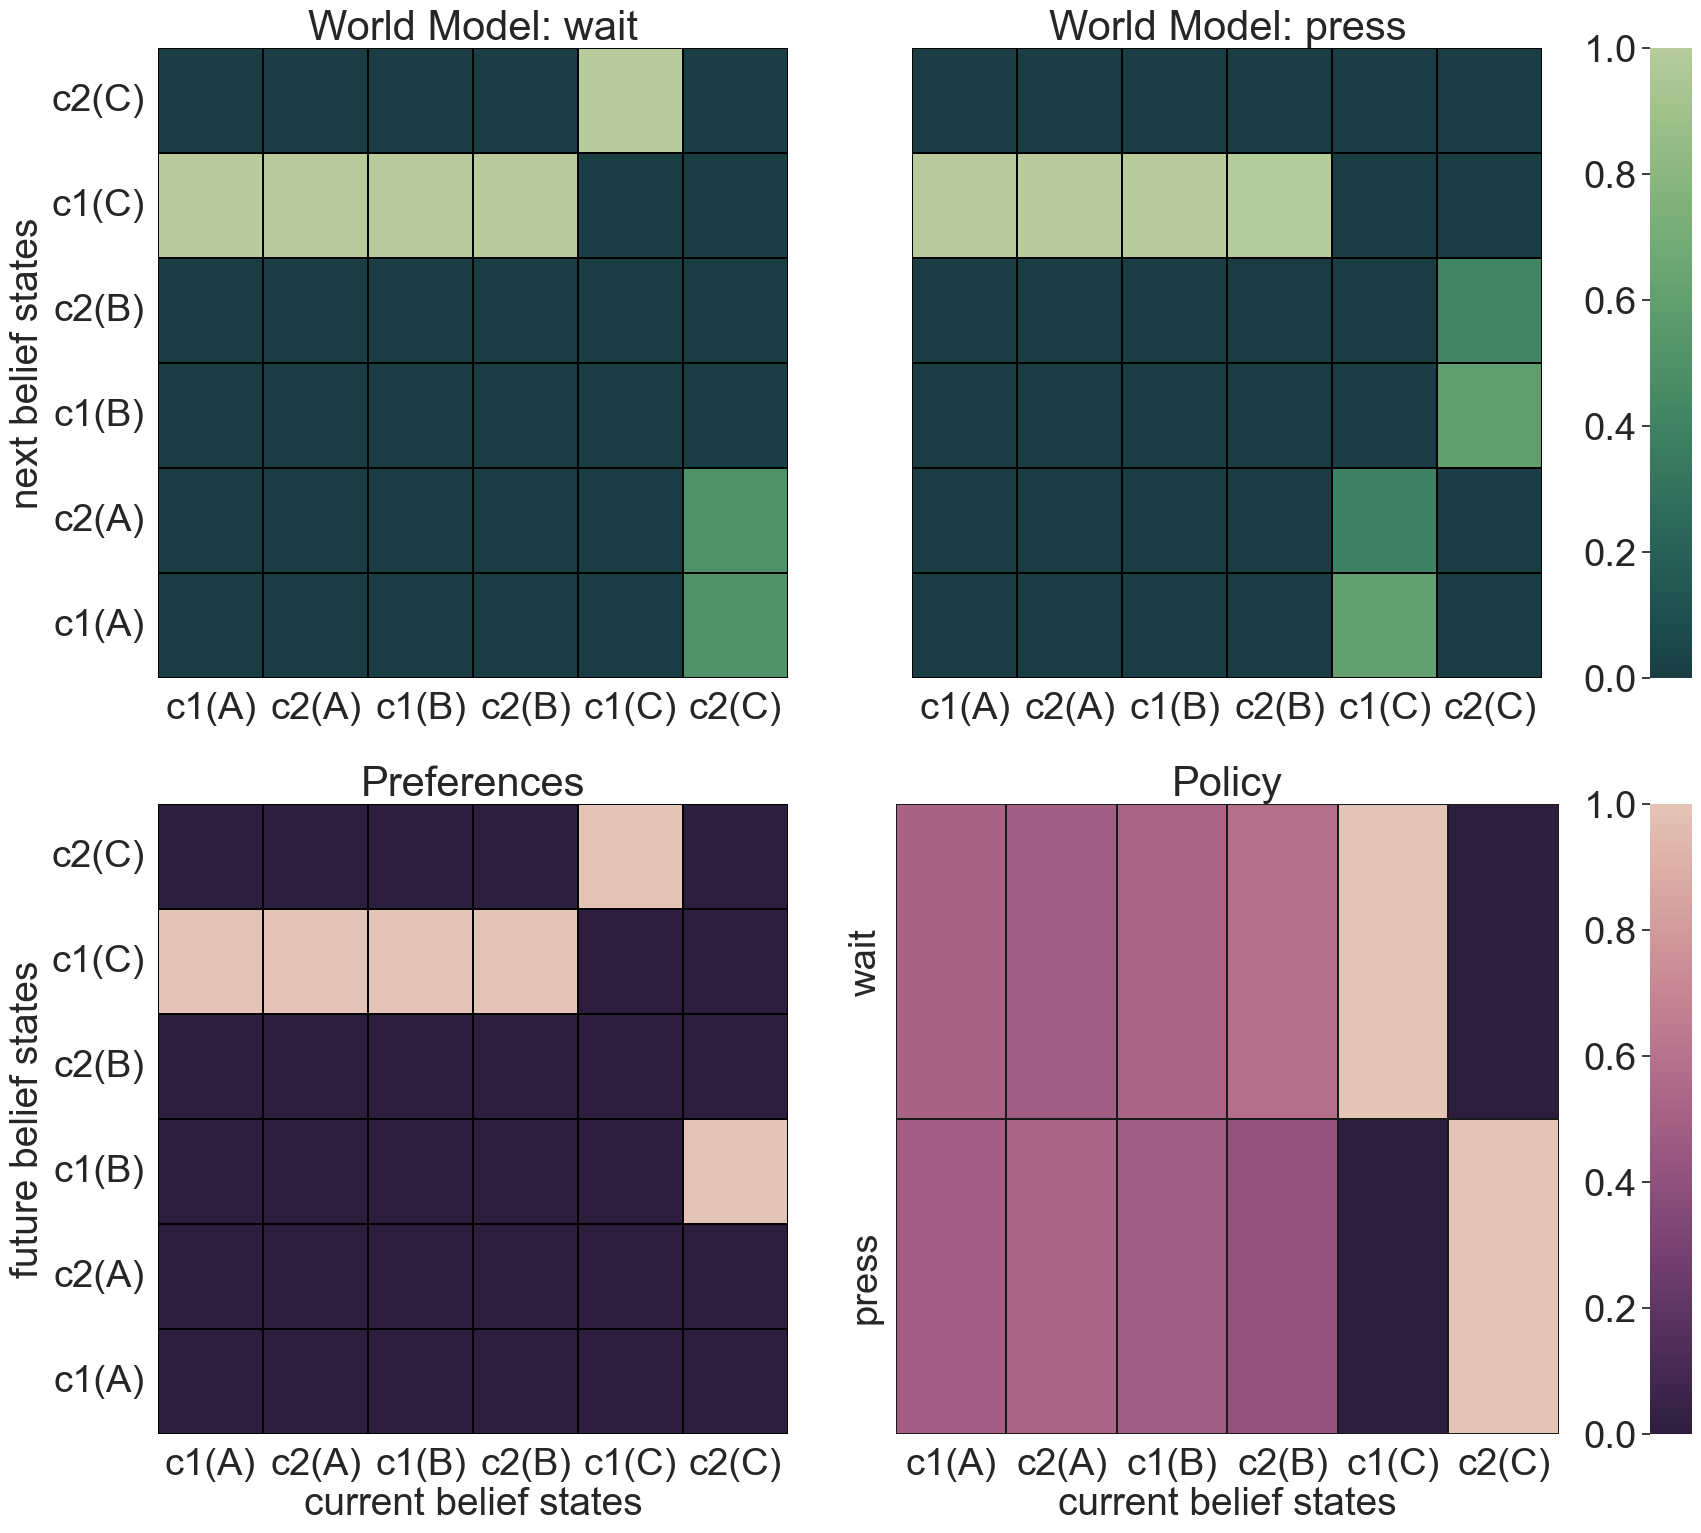 World Model: wait
World Model: press
next belief states
c2(C)
c1(C)
c2(B)
c1(B)
c2(A)
c1(A)
c1(A) c2(A) c1(B) c2(B) c1(C) c2(C)
c1(A) c2(A) c1(B) c2(B) c1(C) c2(C)
1.0
0.8
0.6
0.4
0.2
0.0
Preferences
Policy
future belief states
c2(C)
c1(C)
c2(B)
c1(B)
c2(A)
c1(A)
c1(A) c2(A) c1(B) c2(B) c1(C) c2(C)
current belief states
wait
press
c1(A) c2(A) c1(B) c2(B) c1(C) c2(C)
current belief states
1.0
0.8
0.6
0.4
0.2
0.0